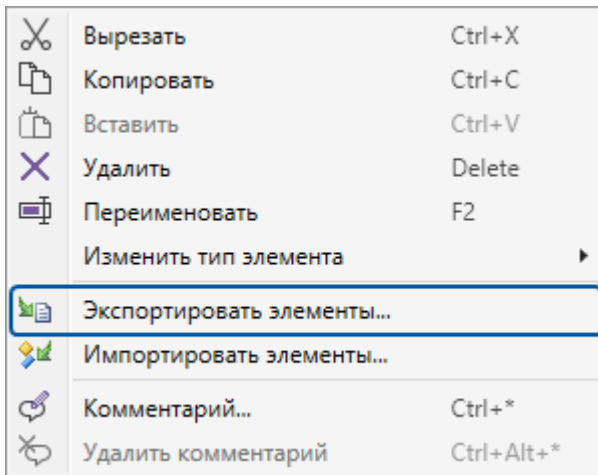 Вырезать Ctrl+X
Копировать Ctrl+C
Вставить Ctrl+V
Удалить Delete
Переименовать F2
Изменить тип элемента
Экспортировать элементы...
Импортировать элементы...
Комментарий... Ctrl+*
Удалить комментарий Ctrl+Alt+*